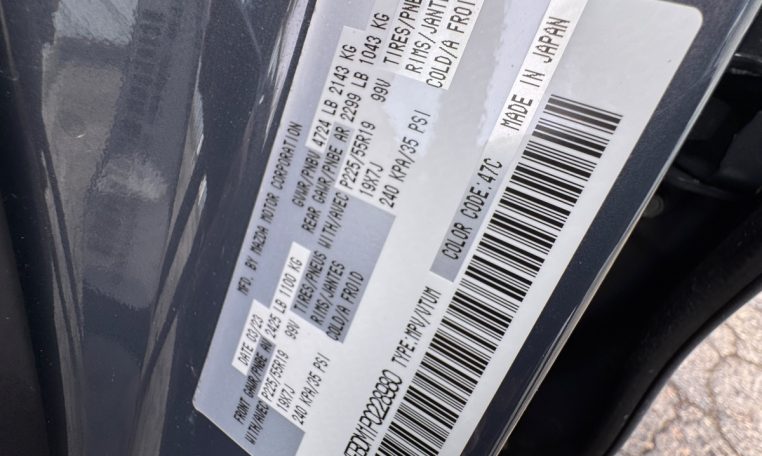 MFD. BY MAZDA MOTOR CORPORATION
DATE 03/23 GVWR/PNBV 4724 LB 2143 KG
FRONT GAWR/PNBE AV 2425 LB 1100 KG REAR GAWR/PNBE AR 2299 LB 1043 KG
WITH/AVEC P225/55R19 99V TIRES/PNEUS WITH/AVEC P225/55R19 99V TIRES/PNEUS
19X7J RIMS/JANTES 19X7J RIMS/JANTES
240 KPA/35 PSI COLD/A FROID 240 KPA/35 PSI COLD/A FROID
TYPE:MPV/VTUM COLOR CODE:47C MADE IN JAPAN